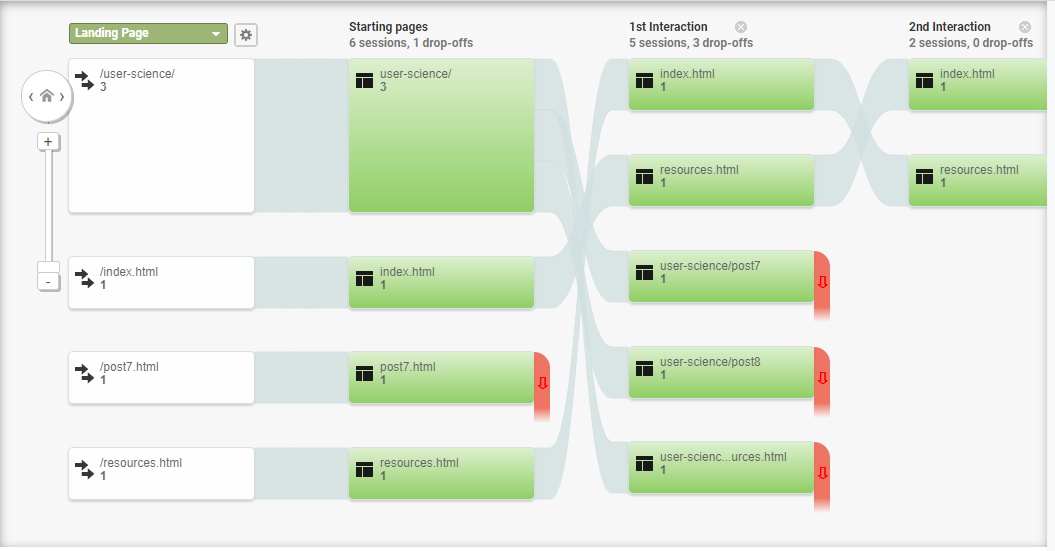 Landing Page
Starting pages
6 sessions, 1 drop-offs
1st Interaction
5 sessions, 3 drop-offs
2nd Interaction
2 sessions, 0 drop-offs
/user-science/
3
/index.html
1
/post7.html
1
/resources.html
1
user-science/
3
index.html
1
post7.html
1
resources.html
1
index.html
1
resources.html
1
user-science/post7
1
user-science/post8
1
user-scienc...urces.html
1
index.html
1
resources.html
1
+
-